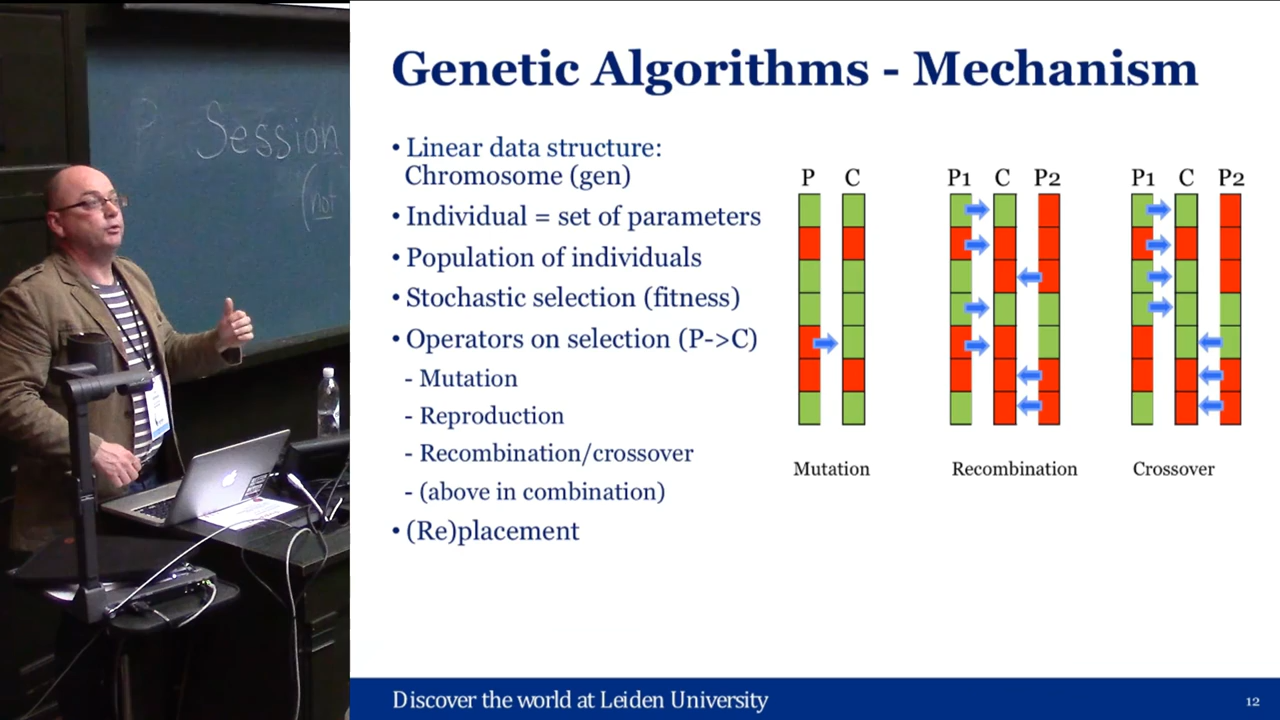 P Session
(not
Genetic Algorithms - Mechanism
• Linear data structure:
Chromosome (gen)
• Individual = set of parameters
• Population of individuals
• Stochastic selection (fitness)
• Operators on selection (P->C)
- Mutation
- Reproduction
- Recombination/crossover
- (above in combination)
• (Re)placement
P C
P1 C P2
P1 C P2
Mutation
Recombination
Crossover
Discover the world at Leiden University
12